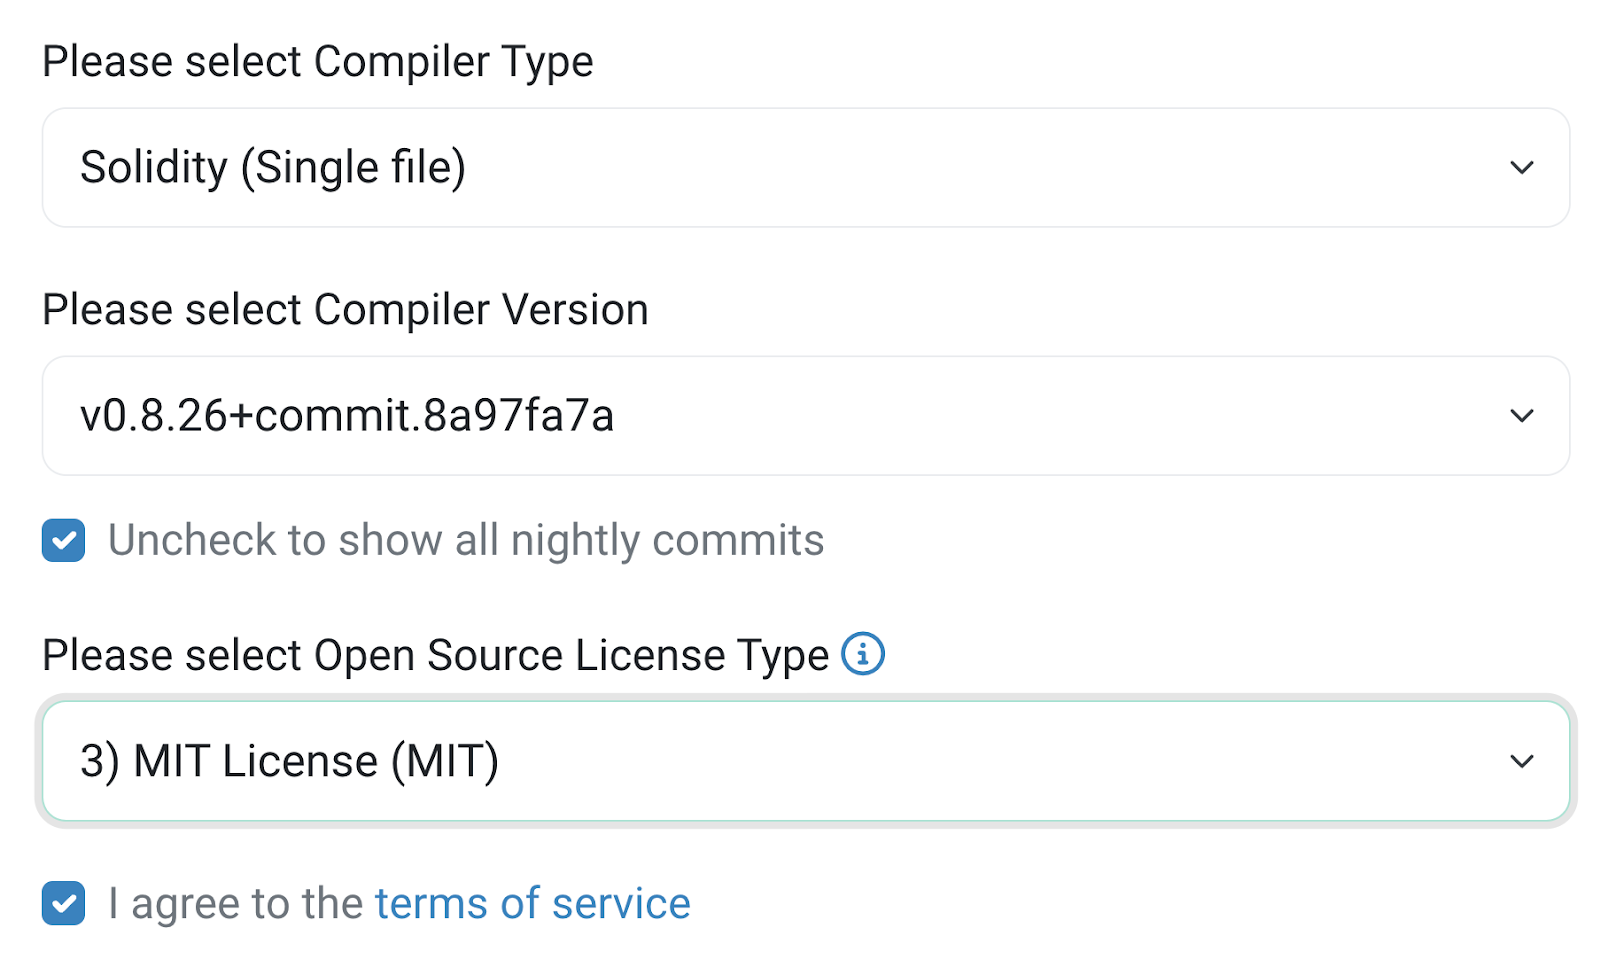 Please select Compiler Type
Solidity (Single file)
Please select Compiler Version
v0.8.26+commit.8a97fa7a
Uncheck to show all nightly commits
Please select Open Source License Type
3) MIT License (MIT)
I agree to the terms of service